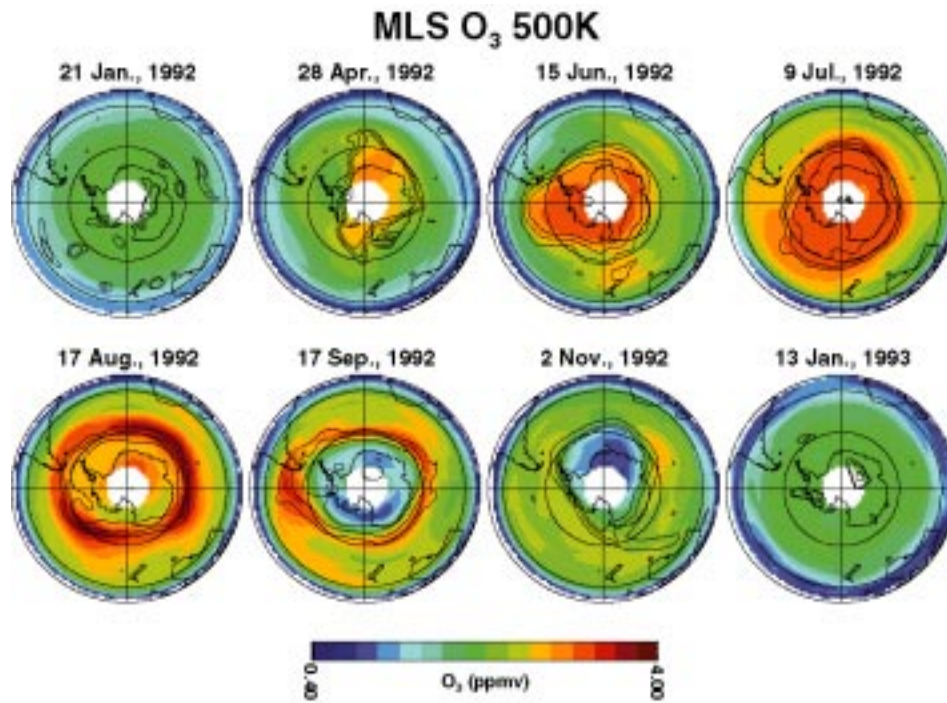 MLS O₃ 500K
21 Jan., 1992 28 Apr., 1992 15 Jun., 1992 9 Jul., 1992
17 Aug., 1992 17 Sep., 1992 2 Nov., 1992 13 Jan., 1993
0.40 O₃ (ppmv) 4.00